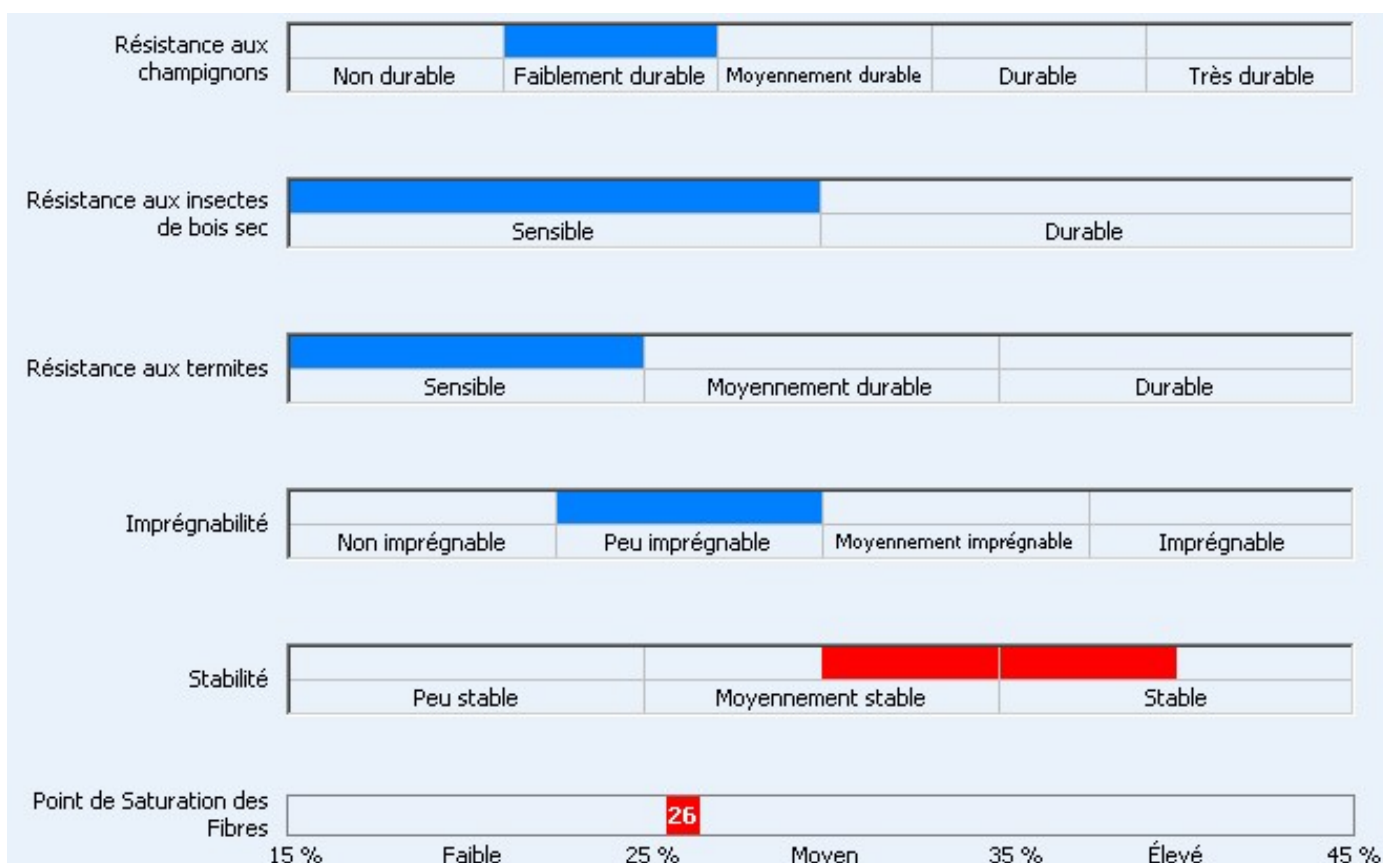 Résistance aux
champignons
Non durable Faiblement durable Moyennement durable Durable Très durable
Résistance aux insectes
de bois sec
Sensible Durable
Résistance aux termites
Sensible Moyennement durable Durable
Imprégnabilité
Non imprégnable Peu imprégnable Moyennement imprégnable Imprégnable
Stabilité
Peu stable Moyennement stable Stable
Point de Saturation des
Fibres
26
15 % Faible 25 % Moyen 35 % Élevé 45 %